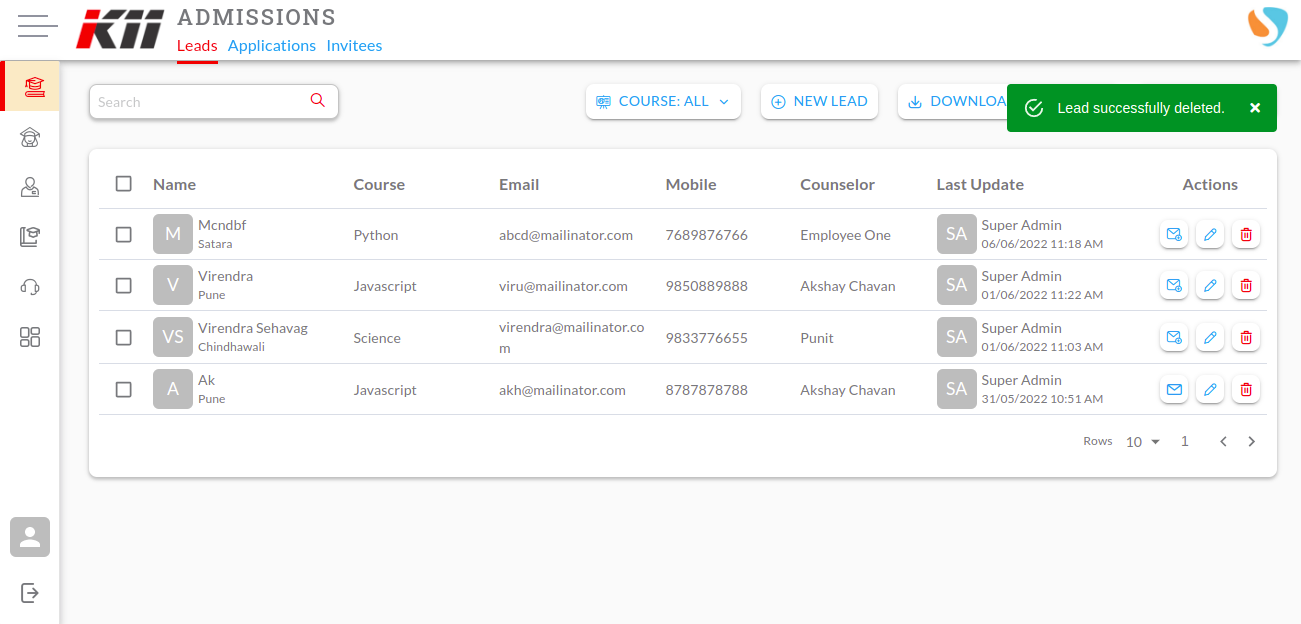 KII
ADMISSIONS
Leads Applications Invitees
Search
COURSE: ALL
NEW LEAD
DOWNLOA
Lead successfully deleted.
Name Course Email Mobile Counselor Last Update Actions
M Mcndbf Python abcd@mailinator.com 7689876766 Employee One SA Super Admin
Satara 06/06/2022 11:18 AM
V Virendra Javascript viru@mailinator.com 9850889888 Akshay Chavan SA Super Admin
Pune 01/06/2022 11:22 AM
VS Virendra Sehavag Science virendra@mailinator.co 9833776655 Punit SA Super Admin
Chindhawali m 01/06/2022 11:03 AM
A Ak Javascript akh@mailinator.com 8787878788 Akshay Chavan SA Super Admin
Pune 31/05/2022 10:51 AM
Rows 10 1